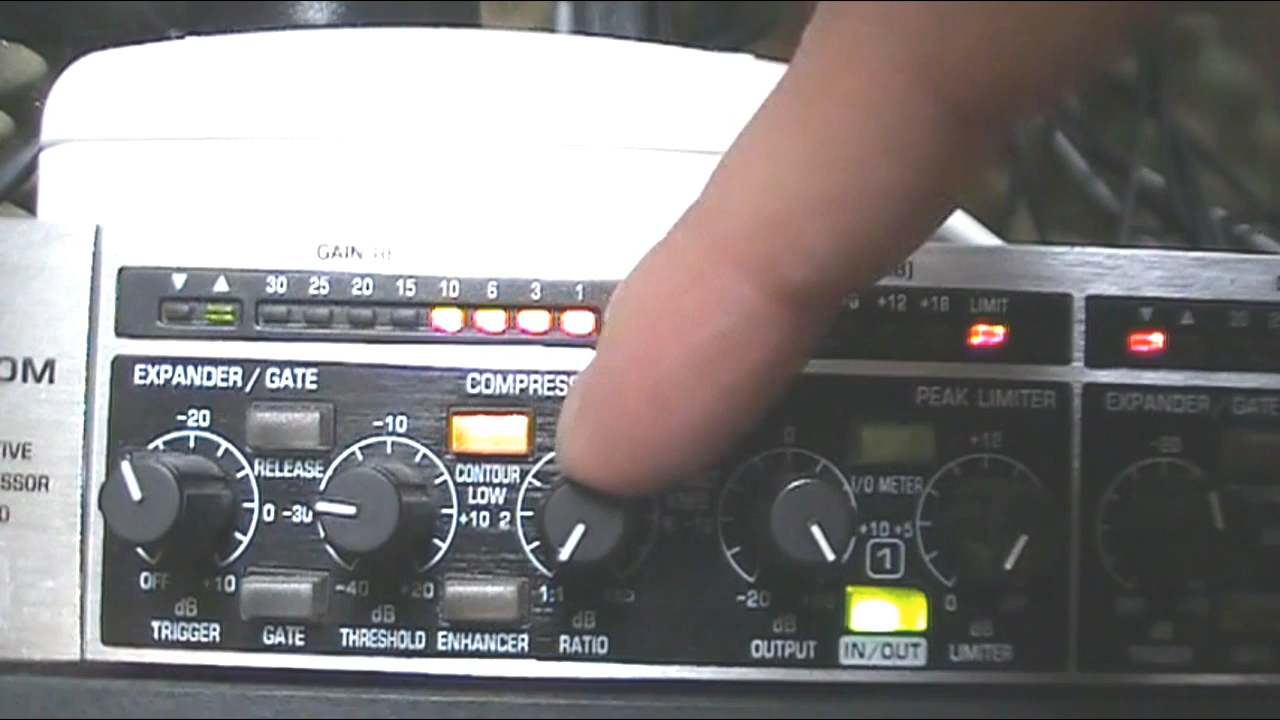 GAIN
30 25 20 15 10 6 3 1
+12 +18 LIMIT
OM
EXPANDER / GATE
COMPRESS
PEAK LIMITER
EXPANDER / GATE
TIVE
SSOR
-20
-10
0
+12
RELEASE
CONTOUR
LOW
I/O METER
0 -30
+10 2
+10 +5
1
OFF +10
-40 +20
1:1
-20
0
dB
dB
dB
dB
dB
TRIGGER
GATE
THRESHOLD
ENHANCER
RATIO
OUTPUT
IN/OUT
LIMITER